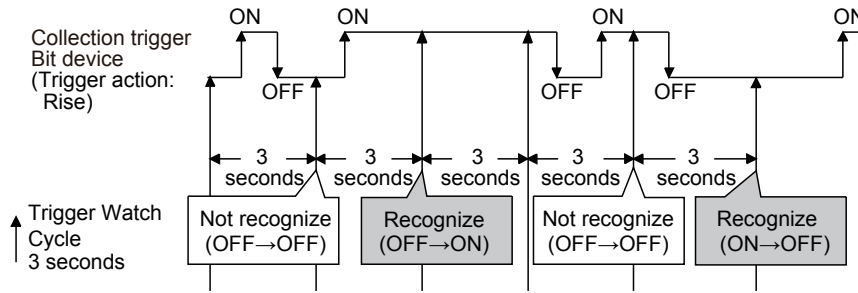 ON
ON
ON
ON
Collection trigger
Bit device
(Trigger action:
Rise)
OFF
OFF
OFF
3
seconds
3
seconds
3
seconds
3
seconds
3
seconds
Trigger Watch
Cycle
3 seconds
Not recognize
(OFF→OFF)
Recognize
(OFF→ON)
Not recognize
(OFF→OFF)
Recognize
(ON→OFF)